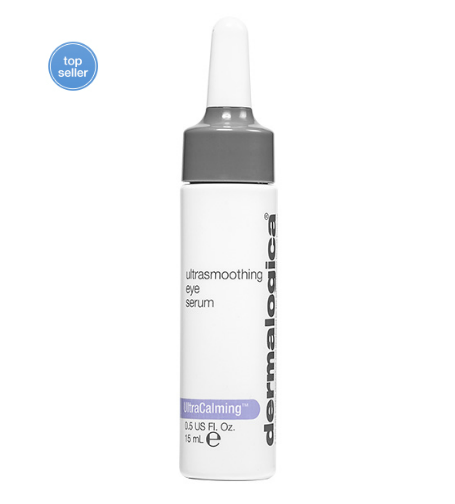 top
seller
ultrasmoothing
eye
serum
UltraCalming™
0.5 US Fl. Oz.
15 mL ℮
dermalogica®